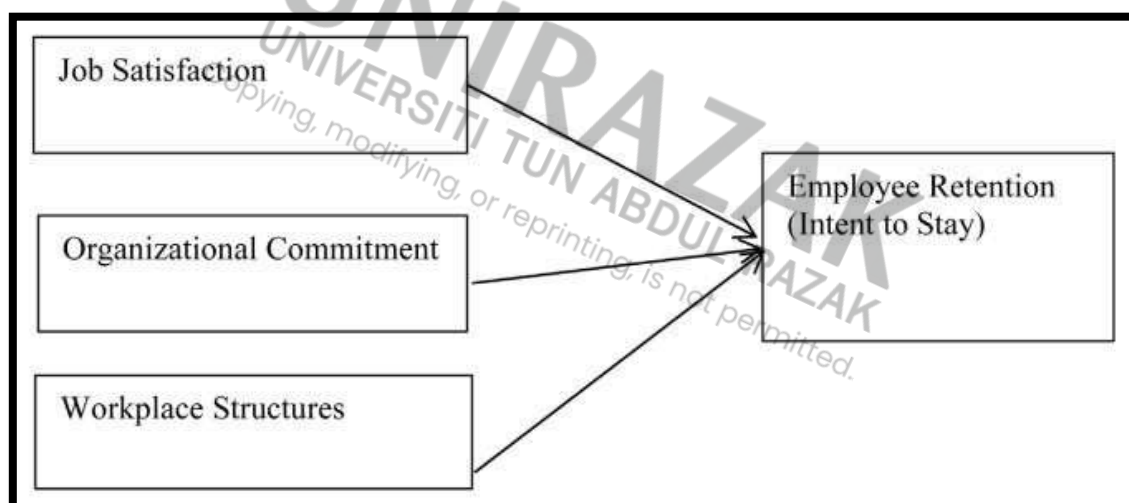 Job Satisfaction
Organizational Commitment
Workplace Structures
Employee Retention
(Intent to Stay)
UNIRAZAK
UNIVERSITI TUN ABDUL RAZAK
Copying, modifying, or reprinting, is not permitted.